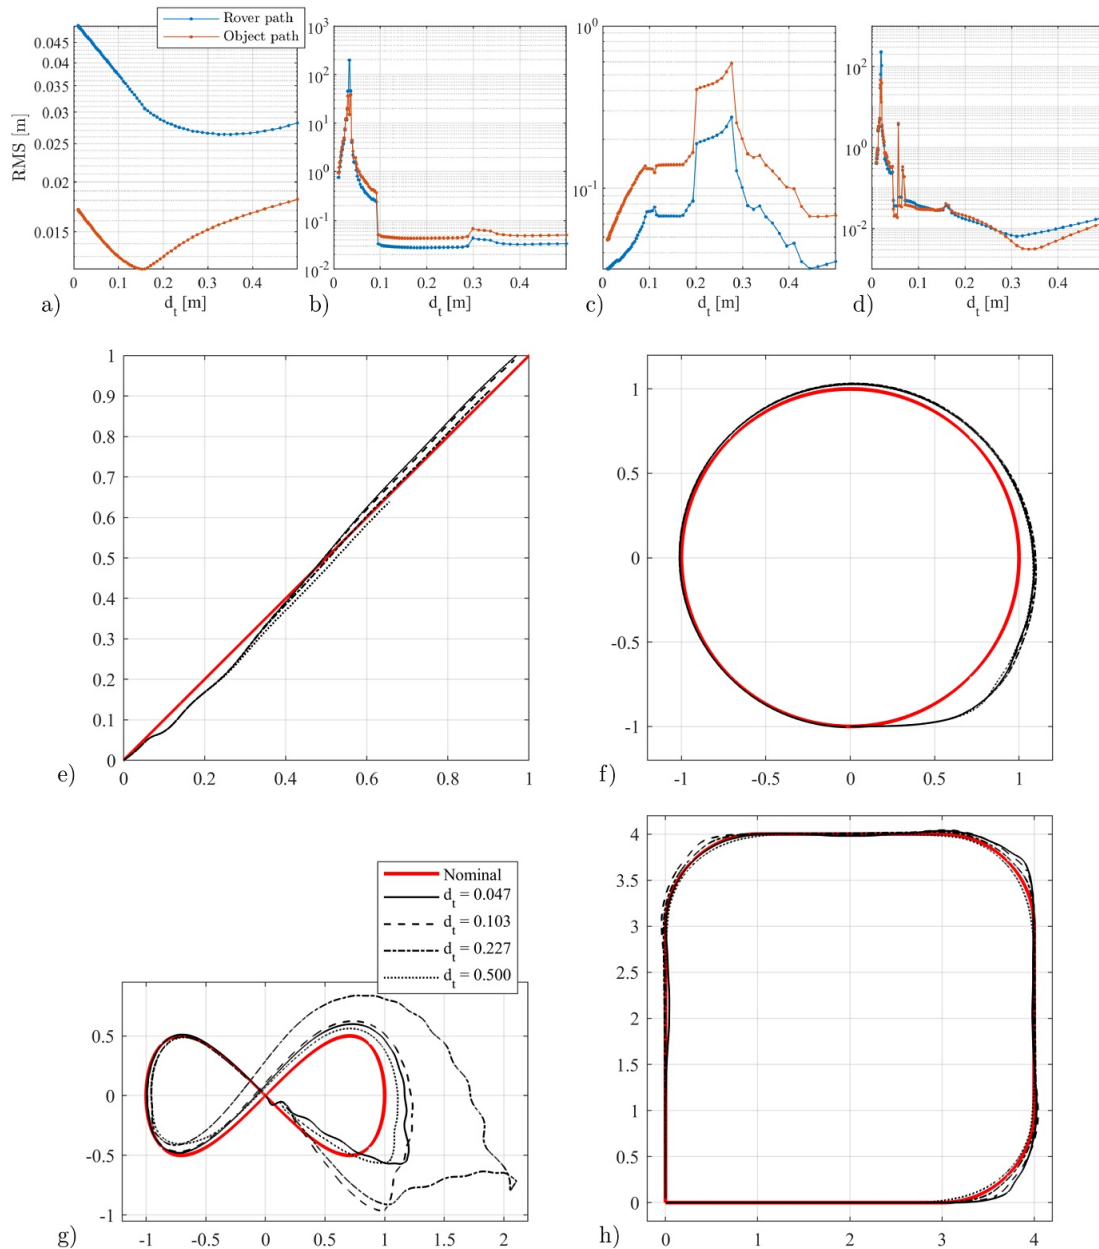 Rover path
Object path
RMS [m]
0.045
0.04
0.035
0.03
0.025
0.02
0.015
0 0.1 0.2 0.3 0.4
a) d_t [m]
10^3
10^2
10^1
10^0
10^-1
10^-2
0 0.1 0.2 0.3 0.4
b) d_t [m]
10^0
10^-1
0 0.1 0.2 0.3 0.4
c) d_t [m]
10^2
10^0
10^-2
0 0.1 0.2 0.3 0.4
d) d_t [m]
1
0.9
0.8
0.7
0.6
0.5
0.4
0.3
0.2
0.1
0
0 0.2 0.4 0.6 0.8 1
e)
1
0.5
0
-0.5
-1
-1 -0.5 0 0.5 1
f)
Nominal
d_t = 0.047
d_t = 0.103
d_t = 0.227
d_t = 0.500
0.5
0
-0.5
-1
-1 -0.5 0 0.5 1 1.5 2
g)
4
3.5
3
2.5
2
1.5
1
0.5
0
0 1 2 3 4
h)